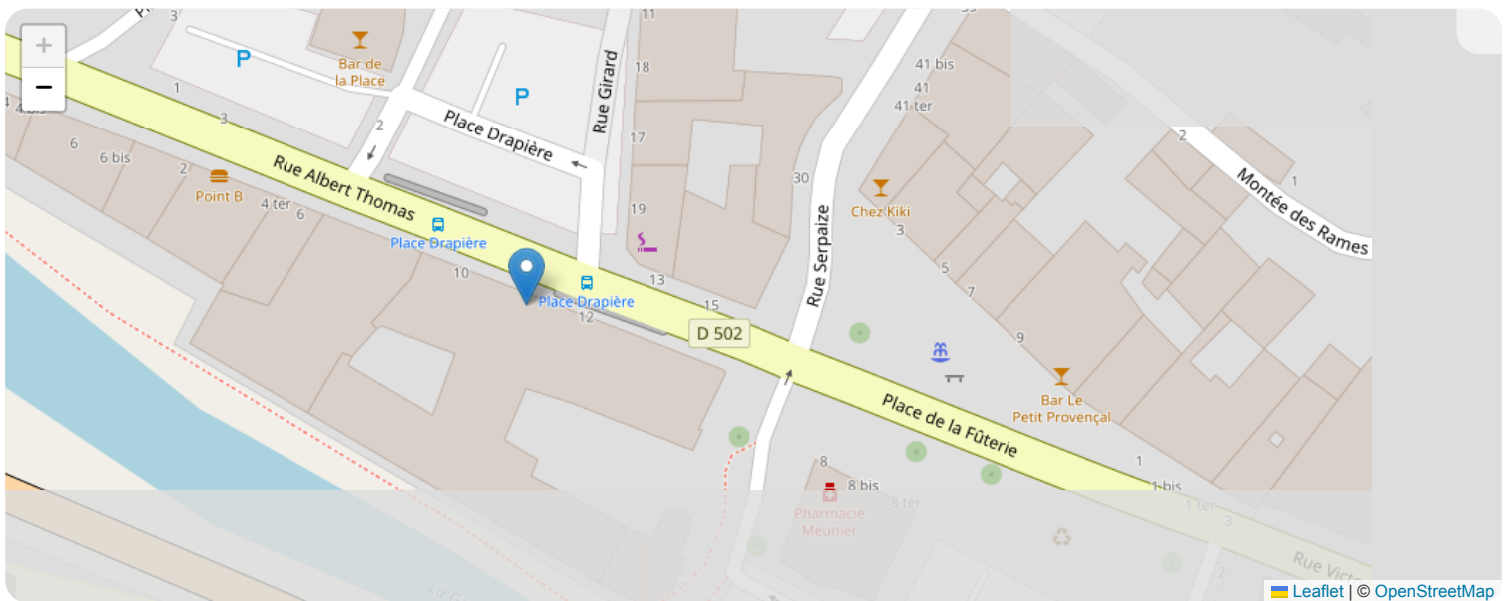 3
11
35
+
−
Bar de
la Place
P
P
41 bis
41
41 ter
18
1
3
2
Rue Girard
Place Drapière
17
2
6
6 bis
2
Point B
4 ter
6
Rue Albert Thomas
30
Chez Kiki
3
1
Montée des Rames
19
Place Drapière
10
Rue Serpaize
5
7
13
15
Place Drapière
12
D 502
9
Bar Le
Petit Provençal
Place de la Fûterie
8
8 bis
8 ter
1
1 bis
1 ter
3
Pharmacie
Meunier
2
Leaflet | © OpenStreetMap